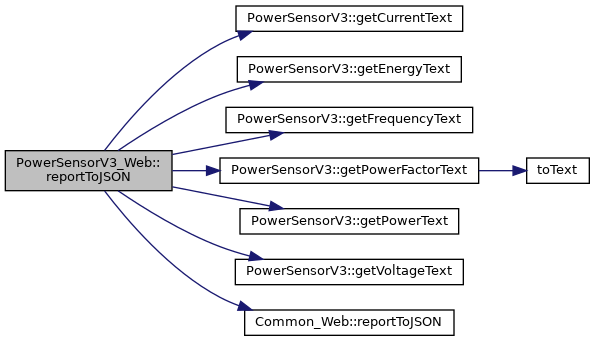 PowerSensorV3_Web::
reportToJSON
PowerSensorV3::getCurrentText
PowerSensorV3::getEnergyText
PowerSensorV3::getFrequencyText
PowerSensorV3::getPowerFactorText
toText
PowerSensorV3::getPowerText
PowerSensorV3::getVoltageText
Common_Web::reportToJSON